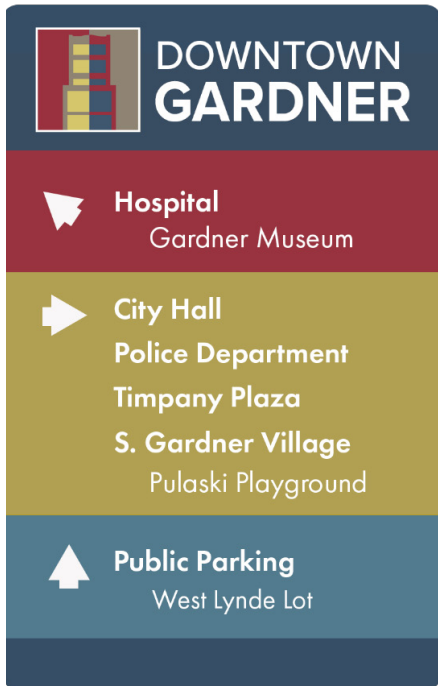 DOWNTOWN
GARDNER
Hospital
Gardner Museum
City Hall
Police Department
Timpany Plaza
S. Gardner Village
Pulaski Playground
Public Parking
West Lynde Lot